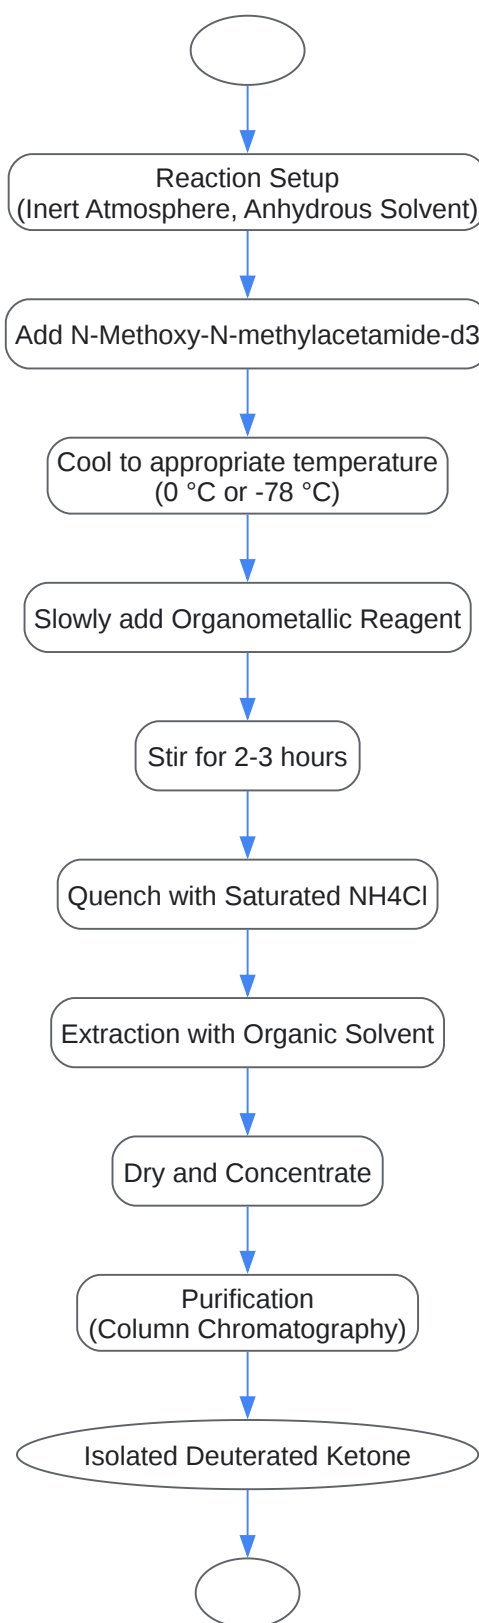 Reaction Setup
(Inert Atmosphere, Anhydrous Solvent)
Add N-Methoxy-N-methylacetamide-d3
Cool to appropriate temperature
(0 °C or -78 °C)
Slowly add Organometallic Reagent
Stir for 2-3 hours
Quench with Saturated NH4Cl
Extraction with Organic Solvent
Dry and Concentrate
Purification
(Column Chromatography)
Isolated Deuterated Ketone